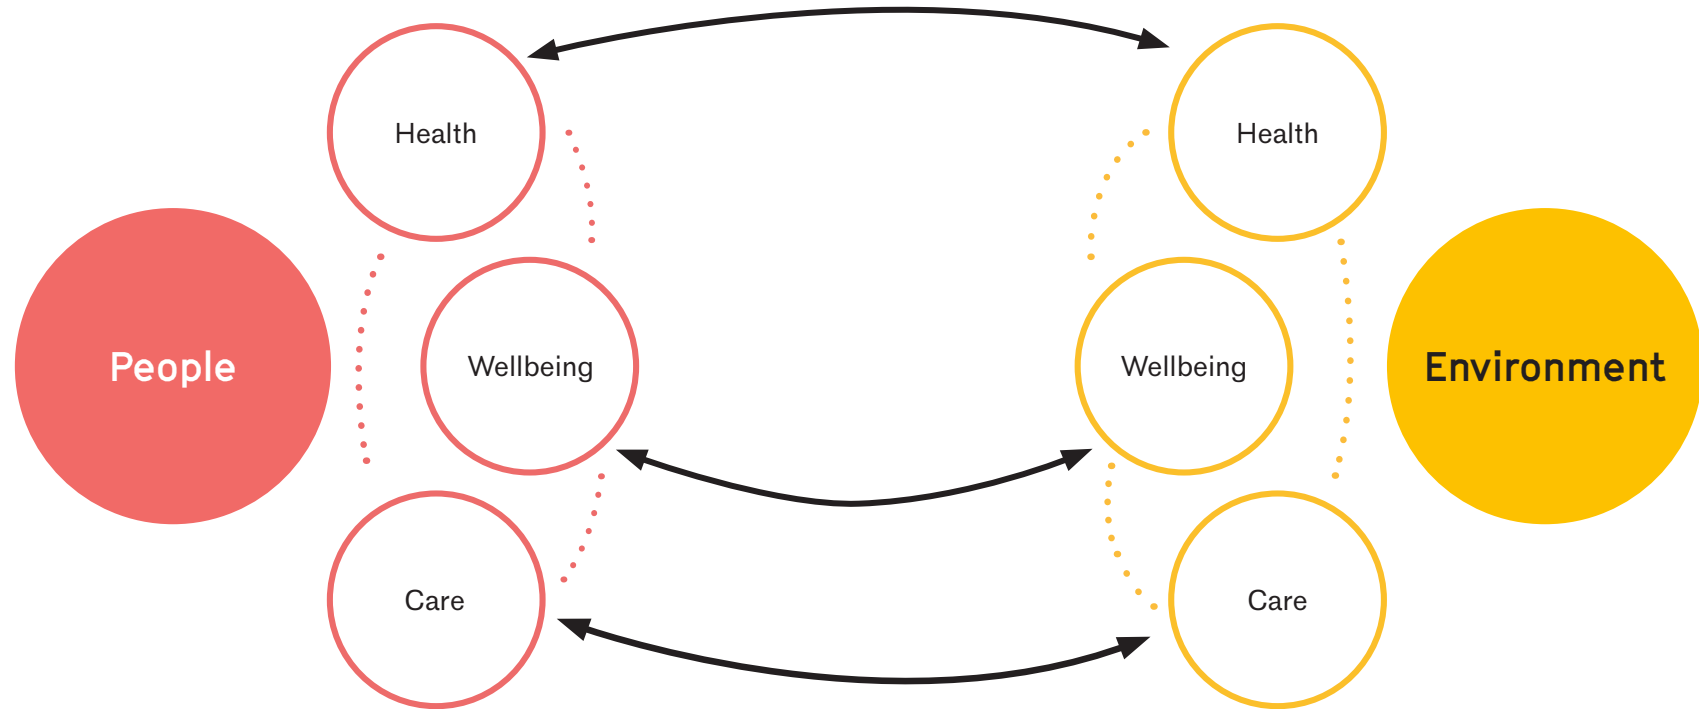 Health
Health
People
Wellbeing
Wellbeing
Environment
Care
Care